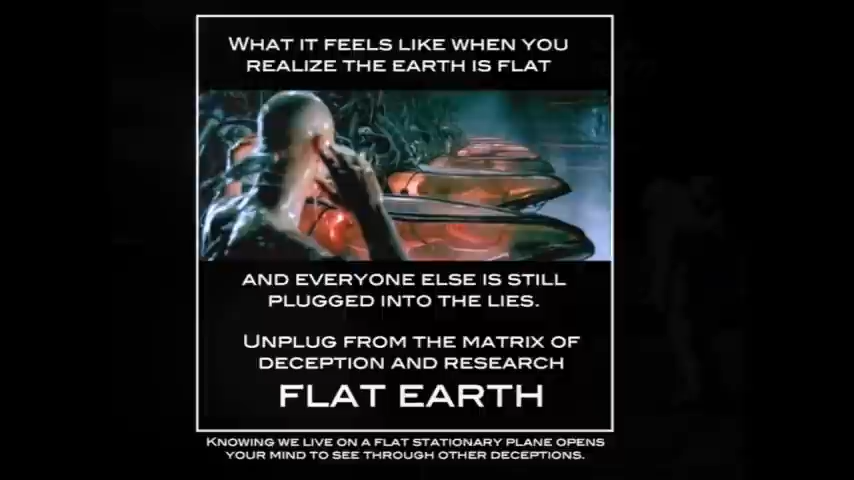 WHAT IT FEELS LIKE WHEN YOU
REALIZE THE EARTH IS FLAT
AND EVERYONE ELSE IS STILL
PLUGGED INTO THE LIES.
UNPLUG FROM THE MATRIX OF
DECEPTION AND RESEARCH
FLAT EARTH
KNOWING WE LIVE ON A FLAT STATIONARY PLANE OPENS
YOUR MIND TO SEE THROUGH OTHER DECEPTIONS.